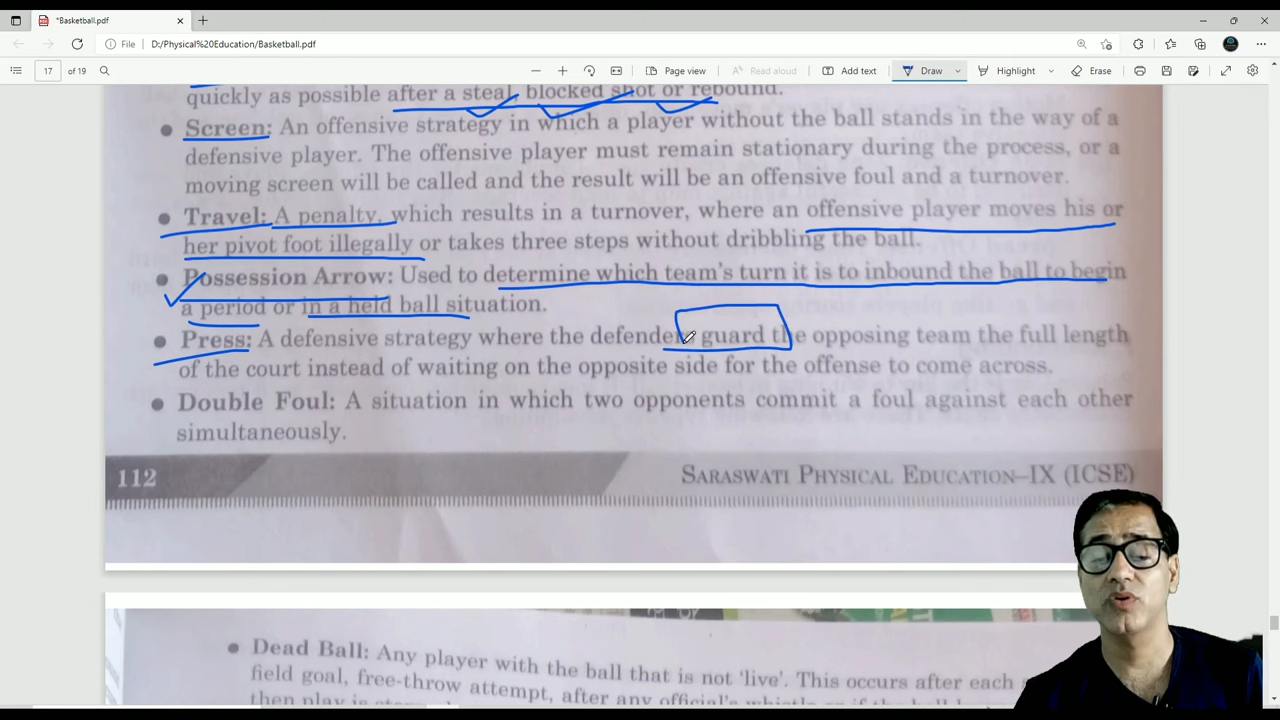 *Basketball.pdf
File
D:/Physical%20Education/Basketball.pdf
17
of 19
Page view
Read aloud
Add text
Draw
Highlight
Erase
quickly as possible after a steal, blocked shot or rebound.
Screen: An offensive strategy in which a player without the ball stands in the way of a
defensive player. The offensive player must remain stationary during the process, or a
moving screen will be called and the result will be an offensive foul and a turnover.
Travel: A penalty, which results in a turnover, where an offensive player moves his or
her pivot foot illegally or takes three steps without dribbling the ball.
Possession Arrow: Used to determine which team's turn it is to inbound the ball to begin
a period or in a held ball situation.
Press: A defensive strategy where the defenders guard the opposing team the full length
of the court instead of waiting on the opposite side for the offense to come across.
Double Foul: A situation in which two opponents commit a foul against each other
simultaneously.
112
SARASWATI PHYSICAL EDUCATION–IX (ICSE)
Dead Ball: Any player with the ball that is not 'live'. This occurs after each
field goal, free-throw attempt, after any official's whistle or if the ball
then play is